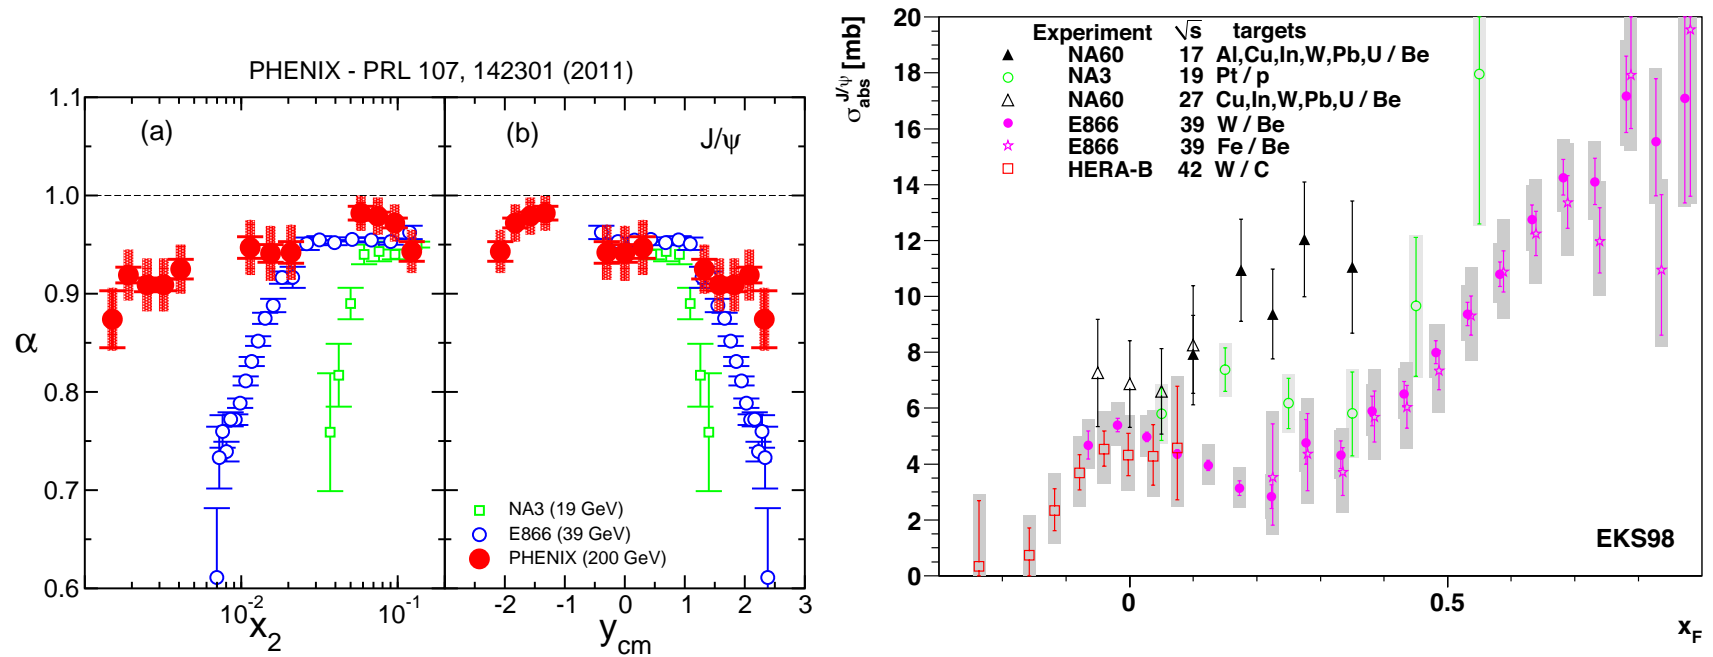 PHENIX - PRL 107, 142301 (2011)
1.1
1.0
0.9
0.8
0.7
0.6
α
(a)
(b)
J/ψ
NA3 (19 GeV)
E866 (39 GeV)
PHENIX (200 GeV)
10-2
10-1
x2
-2 -1 0 1 2 3
ycm
σabsJ/ψ [mb]
20
18
16
14
12
10
8
6
4
2
0
Experiment √s targets
NA60 17 Al,Cu,In,W,Pb,U / Be
NA3 19 Pt / p
NA60 27 Cu,In,W,Pb,U / Be
E866 39 W / Be
E866 39 Fe / Be
HERA-B 42 W / C
EKS98
0 0.5
xF